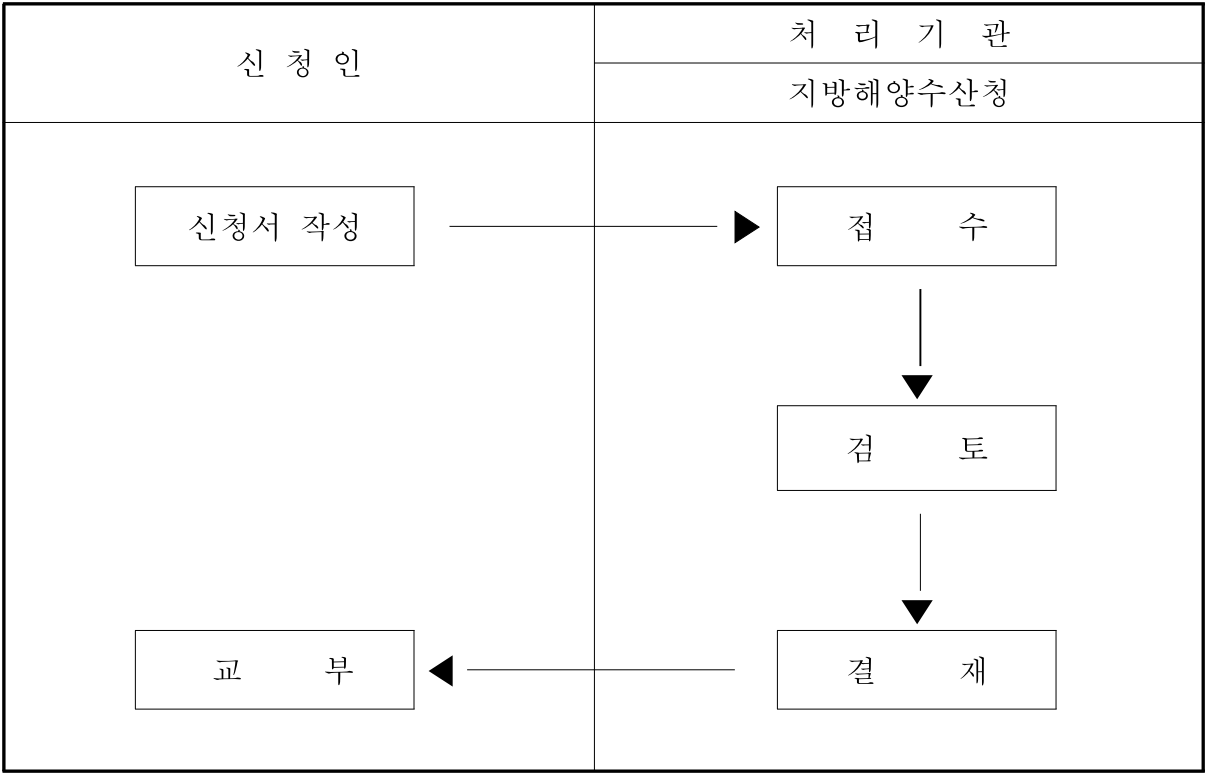 신 청 인
처 리 기 관
지방해양수산청
신청서 작성
접 수
검 토
교 부
결 재